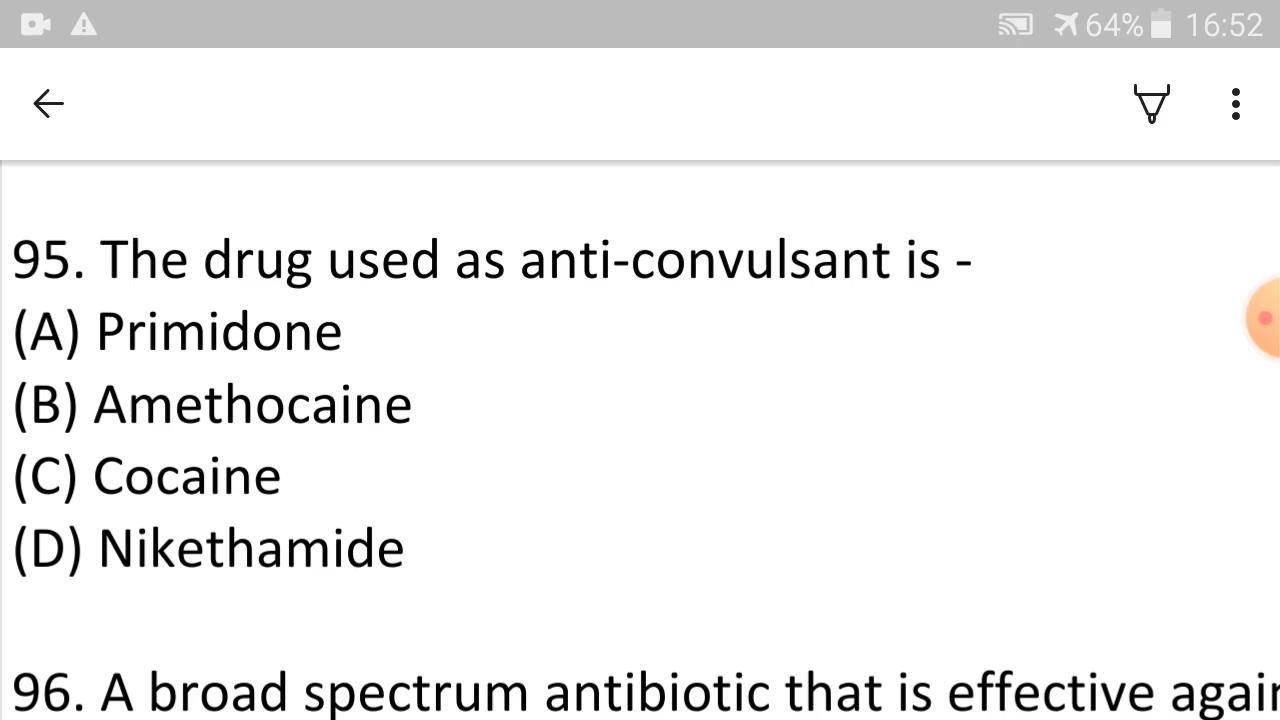 64% 16:52
95. The drug used as anti-convulsant is -
(A) Primidone
(B) Amethocaine
(C) Cocaine
(D) Nikethamide
96. A broad spectrum antibiotic that is effective